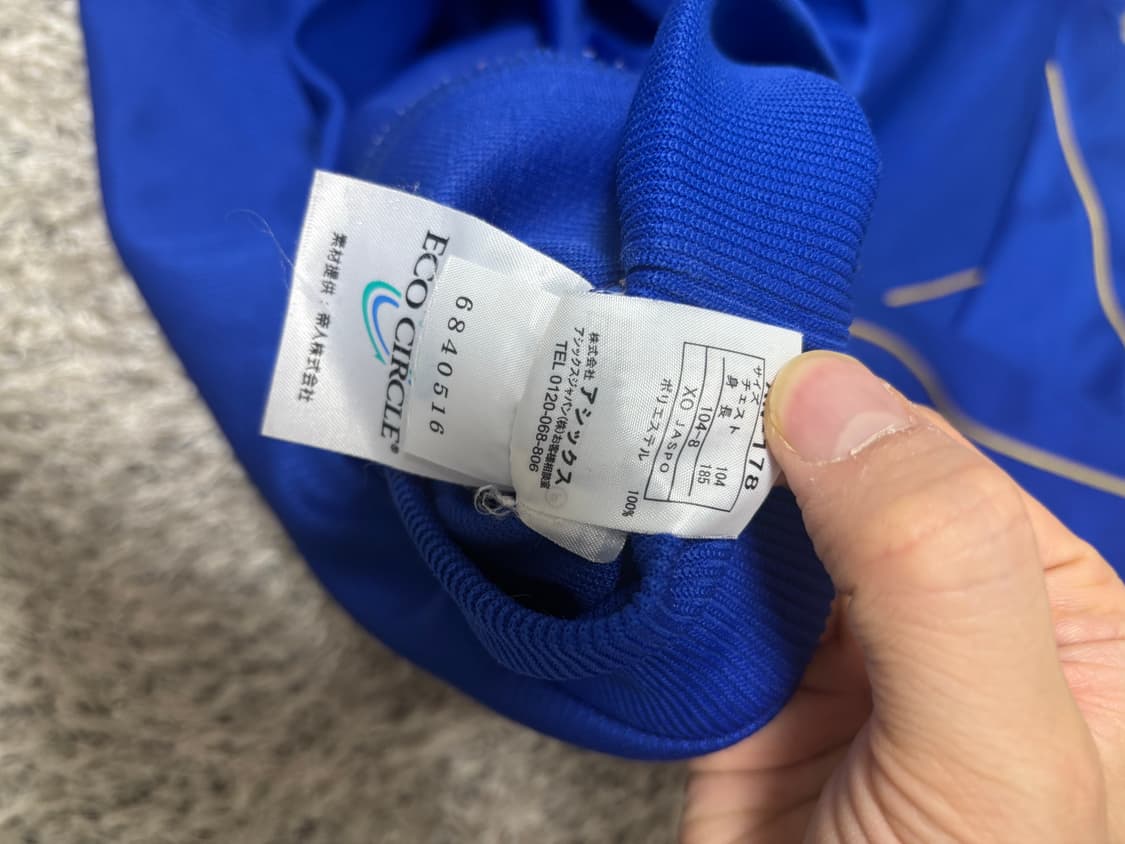 178
サイズ
チェスト 104
身長 185
104-8
XO JASPO
ポリエステル 100%
株式会社 アシックス
アシックスジャパン(株)お客様相談室
TEL 0120-068-806
6840516
ECO CIRCLE®
素材提供：帝人株式会社